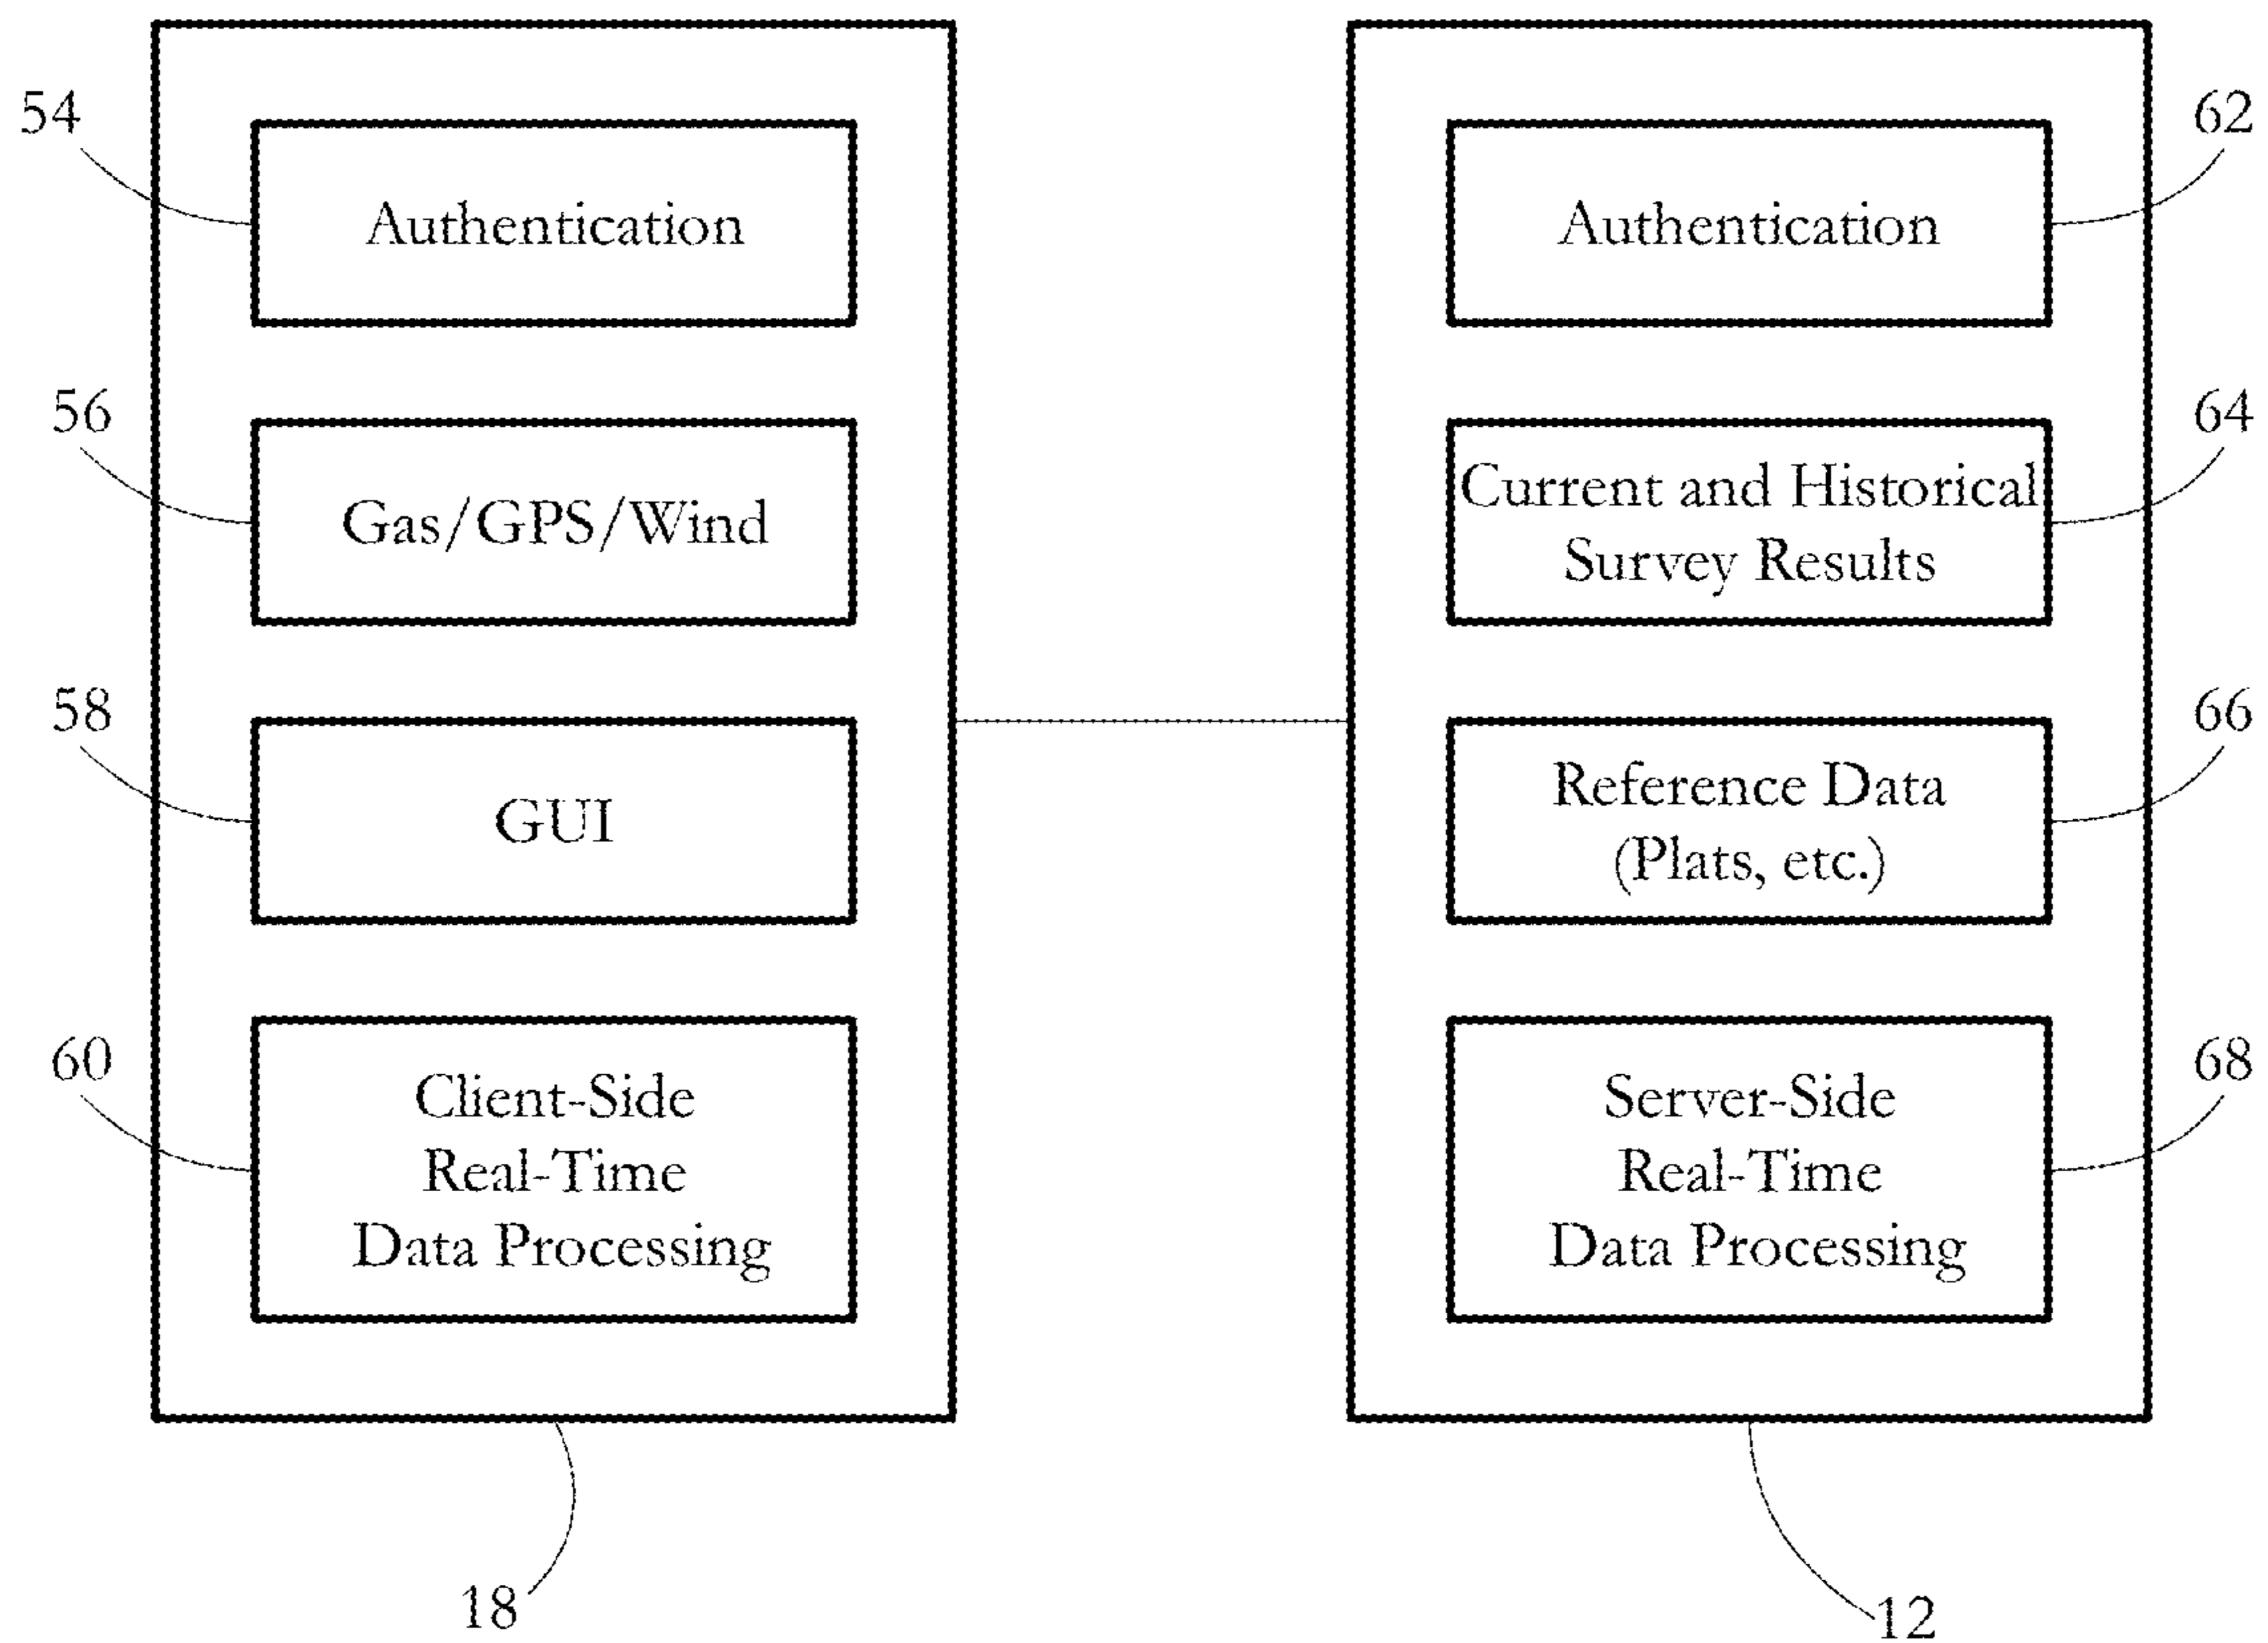 54
Authentication
56
Gas/GPS/Wind
58
GUI
60
Client-Side
Real-Time
Data Processing
18
62
Authentication
64
Current and Historical
Survey Results
66
Reference Data
(Plats, etc.)
68
Server-Side
Real-Time
Data Processing
12